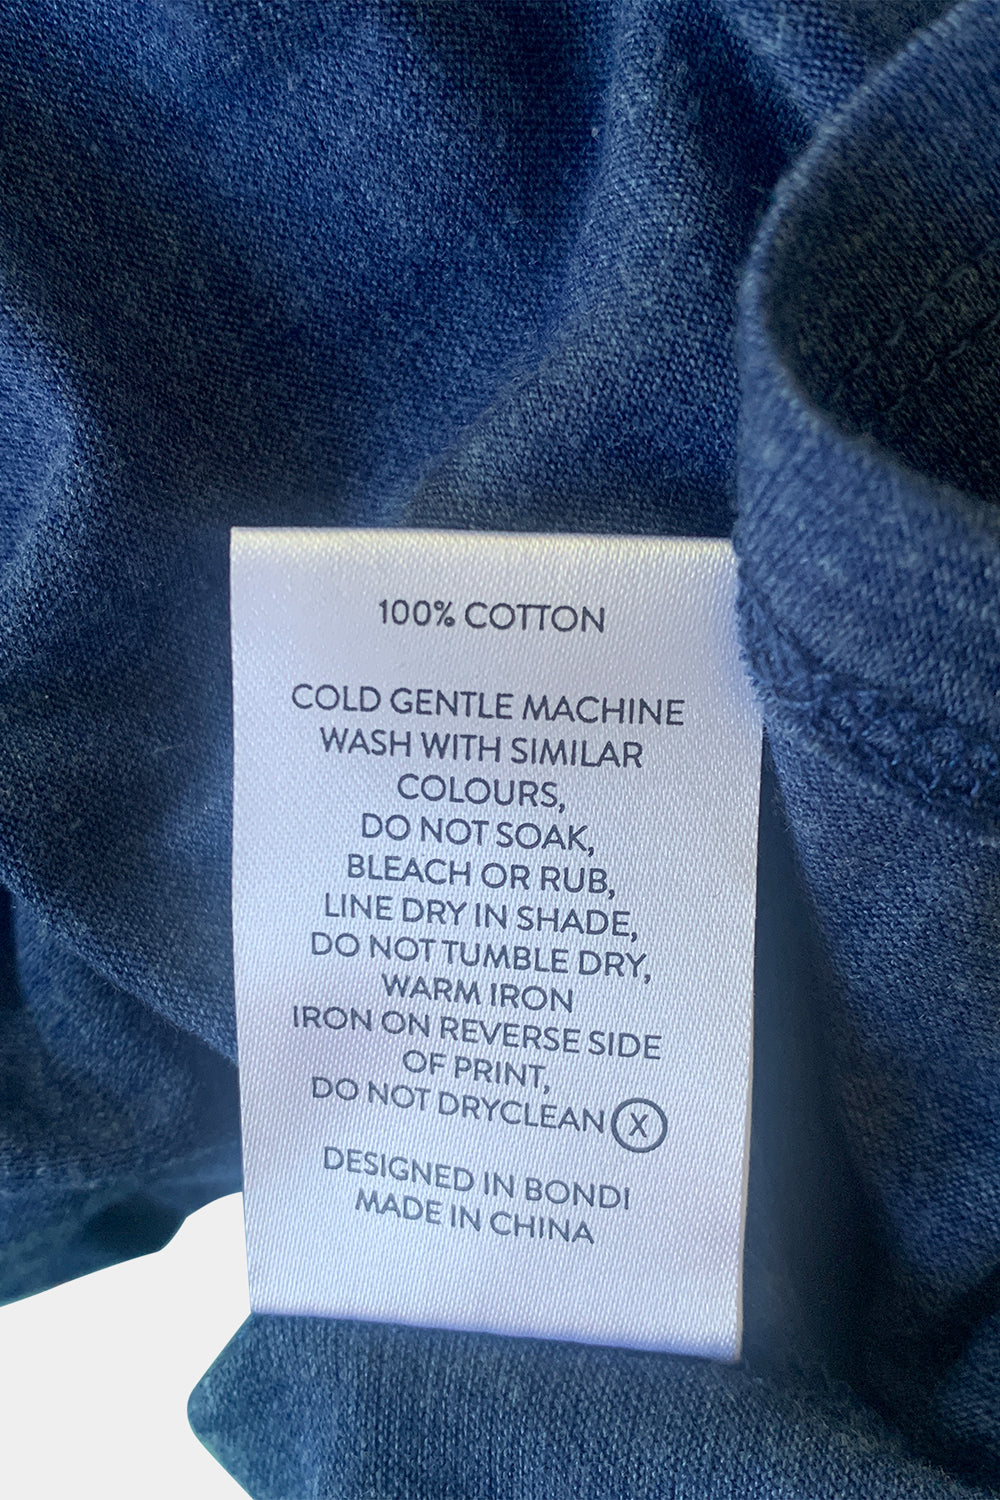 100% COTTON
COLD GENTLE MACHINE
WASH WITH SIMILAR
COLOURS,
DO NOT SOAK,
BLEACH OR RUB,
LINE DRY IN SHADE,
DO NOT TUMBLE DRY,
WARM IRON
IRON ON REVERSE SIDE
OF PRINT,
DO NOT DRYCLEAN X
DESIGNED IN BONDI
MADE IN CHINA